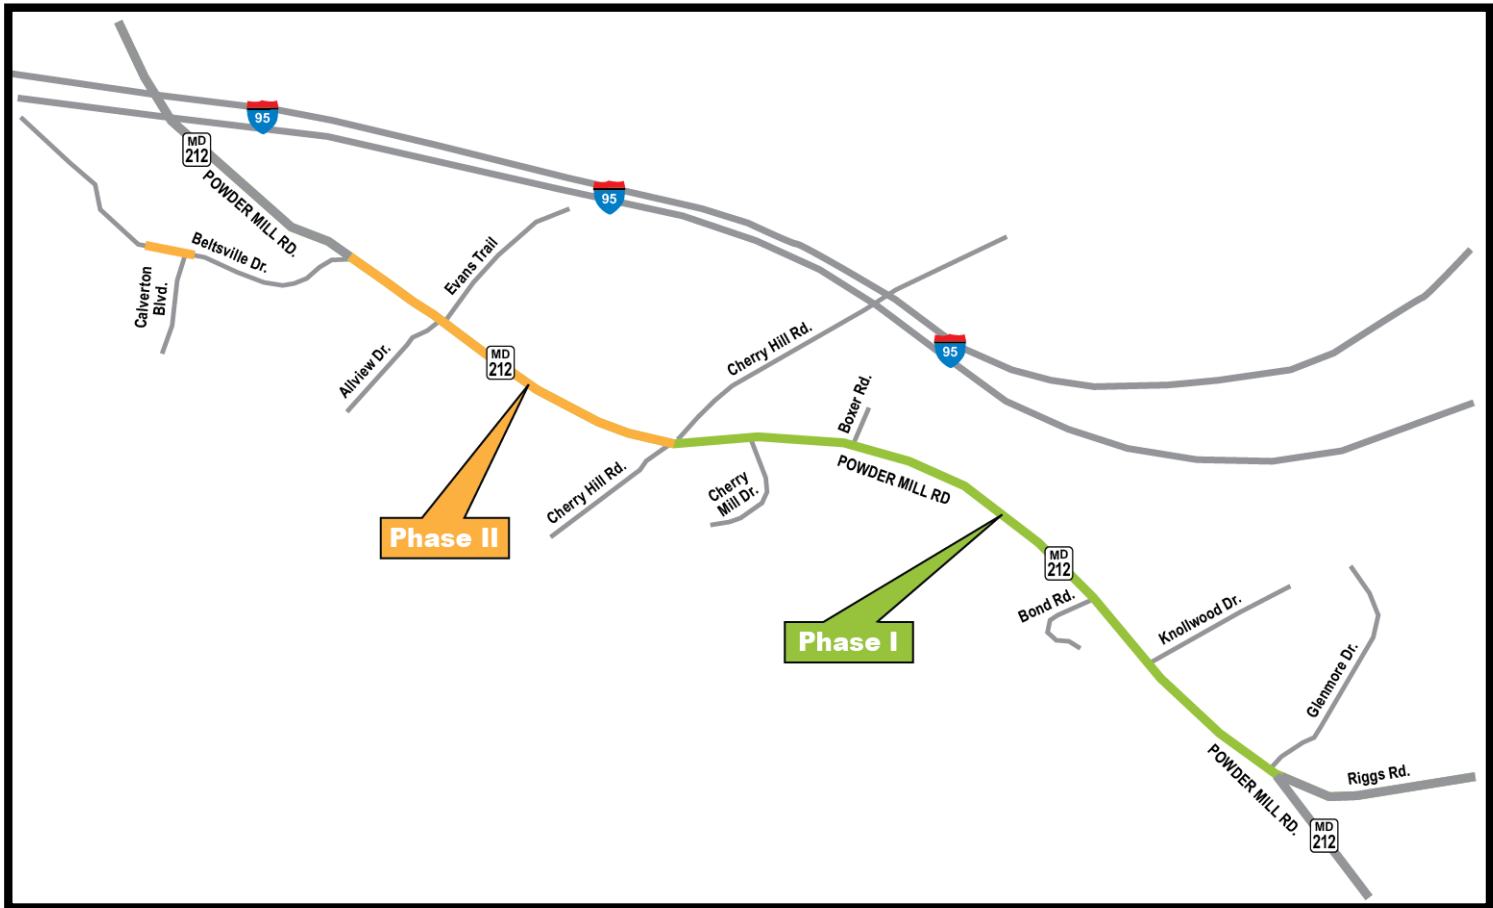 95
MD
212
POWDER MILL RD.
95
Beltsville Dr.
Evans Trail
Calverton
Blvd.
Allview Dr.
MD
212
Cherry Hill Rd.
95
Boxer Rd.
POWDER MILL RD
Cherry Hill Rd.
Cherry
Mill Dr.
Phase II
MD
212
Bond Rd.
Knollwood Dr.
Phase I
Glenmore Dr.
POWDER MILL RD.
Riggs Rd.
MD
212